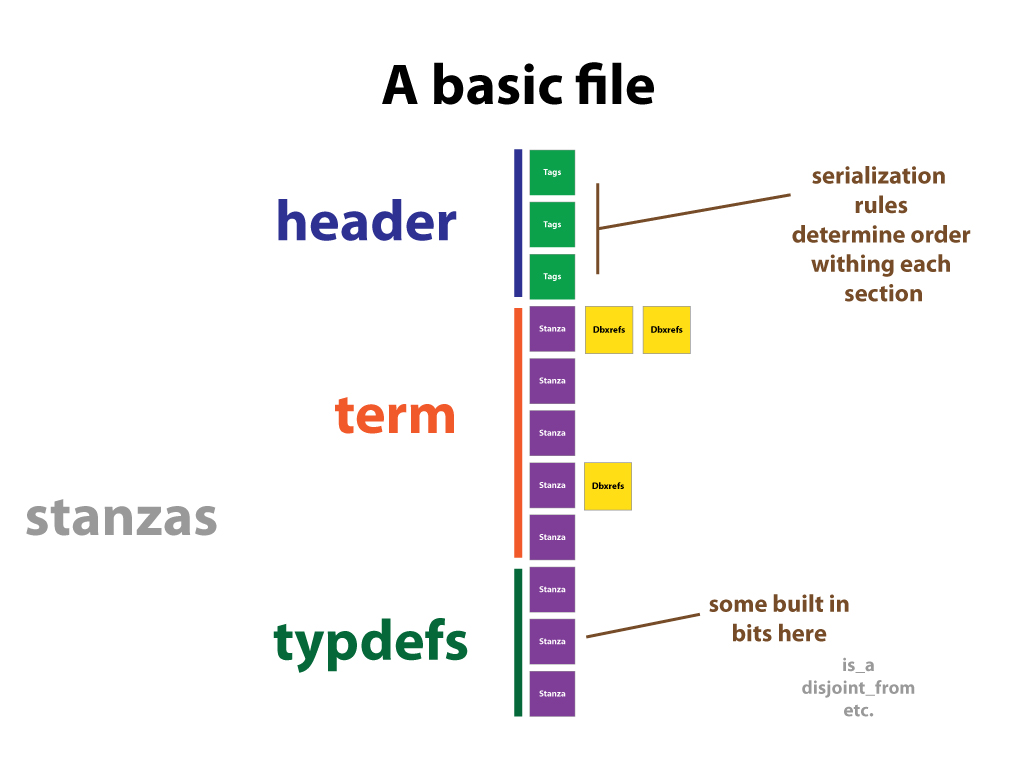 A basic file
header
Tags
Tags
Tags
serialization
rules
determine order
withing each
section
term
Stanza
Dbxrefs
Dbxrefs
Stanza
Stanza
Stanza
Dbxrefs
Stanza
stanzas
typdefs
Stanza
Stanza
Stanza
some built in
bits here
is_a
disjoint_from
etc.